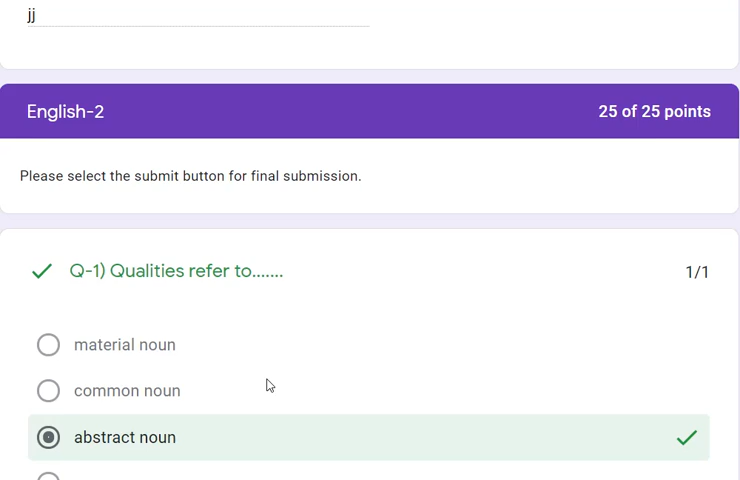 jj
English-2
25 of 25 points
Please select the submit button for final submission.
Q-1) Qualities refer to.......
1/1
material noun
common noun
abstract noun